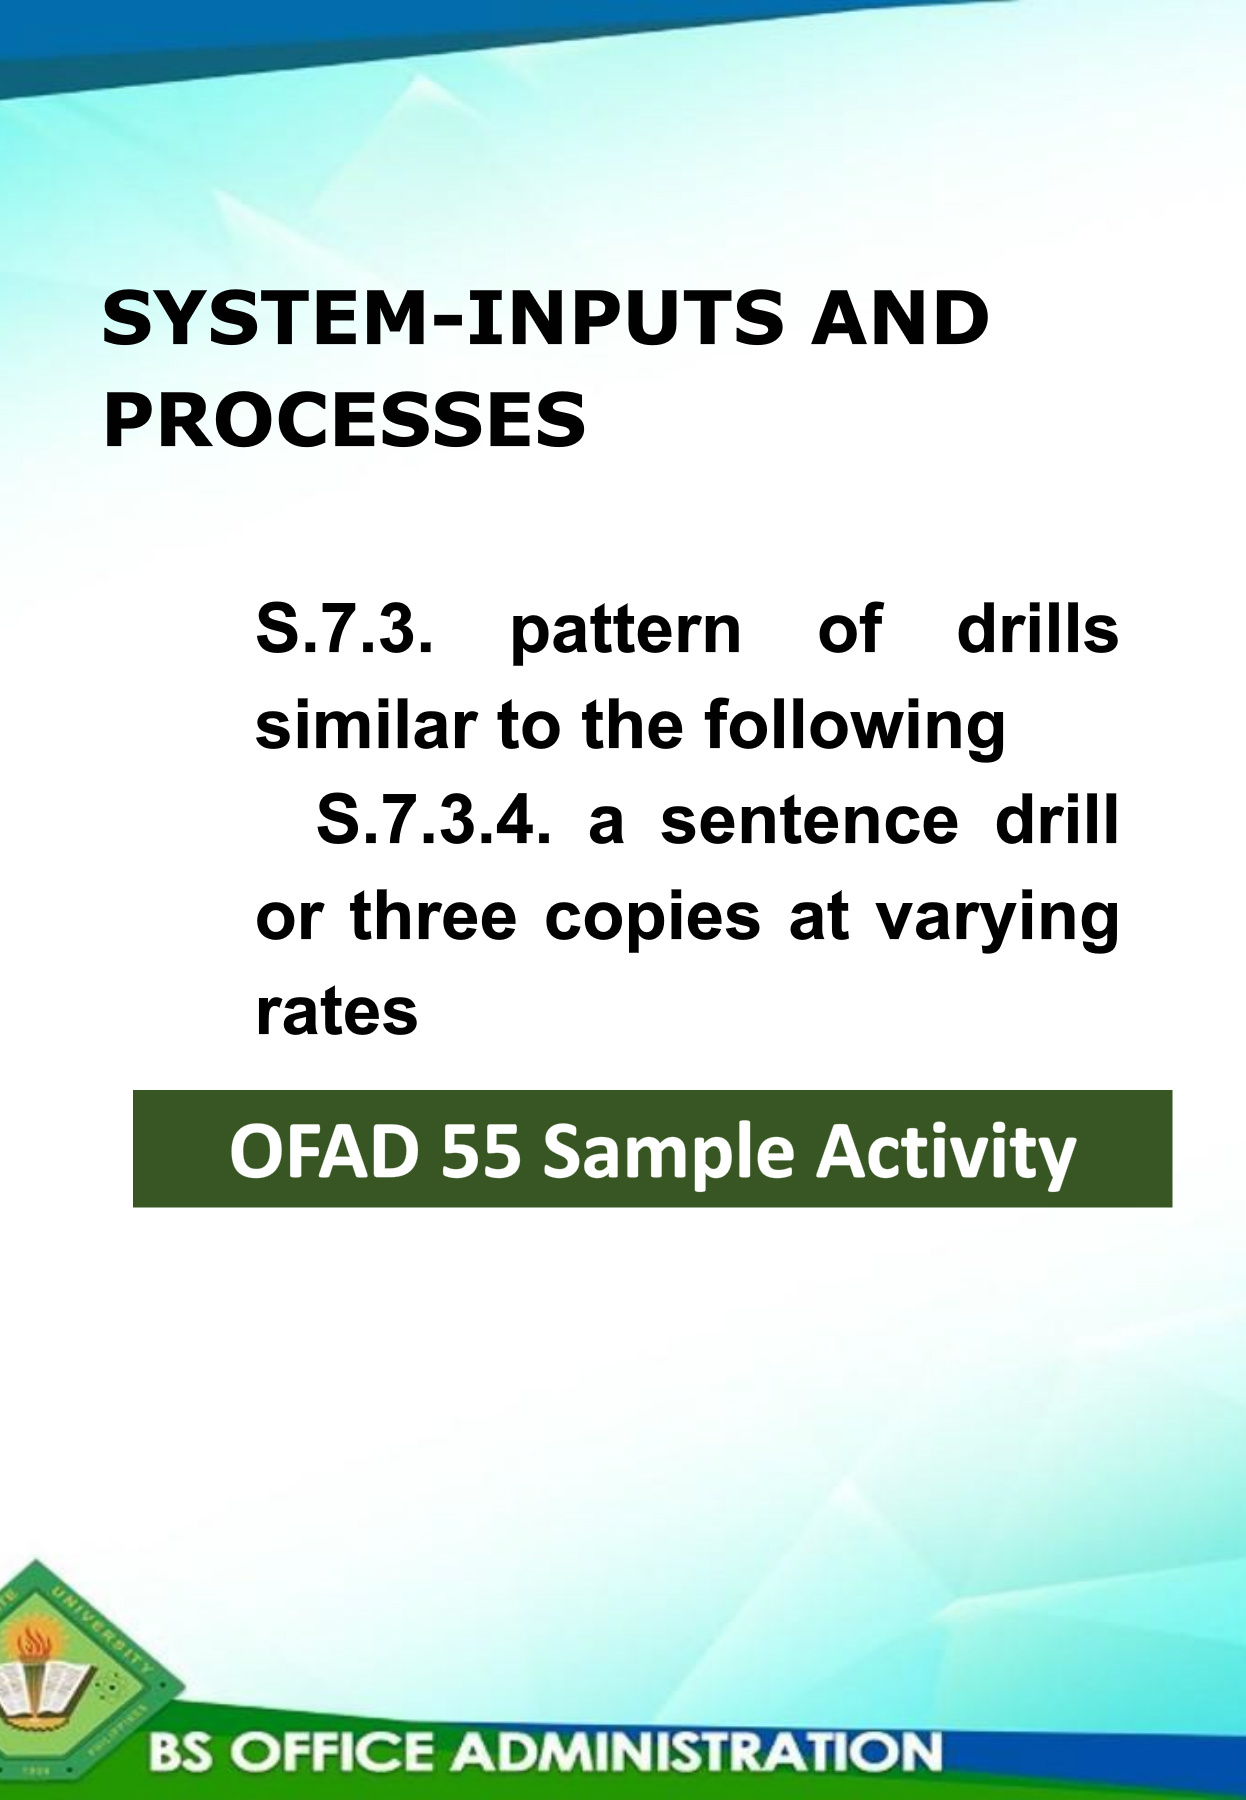 SYSTEM-INPUTS AND
PROCESSES
S.7.3. pattern of drills
similar to the following
S.7.3.4. a sentence drill
or three copies at varying
rates
OFAD 55 Sample Activity
UNIVERSITY
PHILIPPINES
BS OFFICE ADMINISTRATION